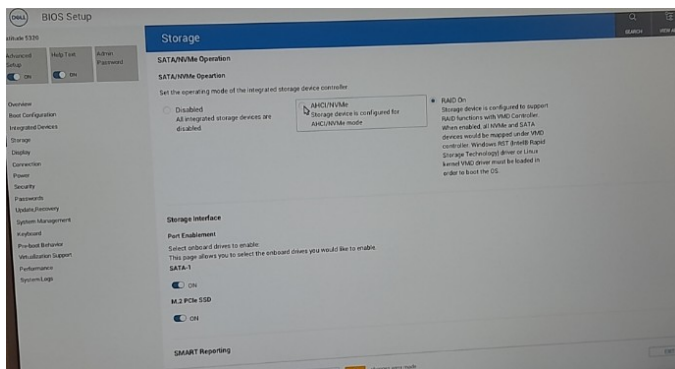 DELL BIOS Setup
5320
Advanced
Setup
ON
Help Text
ON
Admin
Password
Overview
Boot Configuration
Integrated Devices
Storage
Display
Connection
Power
Security
Passwords
Update,Recovery
System Management
Keyboard
Pre-boot Behavior
Virtualization Support
Performance
System Logs
SEARCH
Storage
SATA/NVMe Operation
SATA/NVMe Opeartion
Set the operating mode of the integrated storage device controller
Disabled
All integrated storage devices are
disabled.
AHCI/NVMe
Storage device is configured for
AHCI/NVMe mode
RAID On
Storage device is configured to support
RAID functions with VMD Controller.
When enabled, all NVMe and SATA
devices would be mapped under VMD
controller. Windows RST (Intel® Rapid
Storage Technology) driver or Linux
kernel VMD driver must be loaded in
order to boot the OS.
Storage Interface
Port Enablement
Select onboard drives to enable
This page allows you to select the onboard drives you would like to enable
SATA-1
ON
M.2 PCIe SSD
ON
SMART Reporting